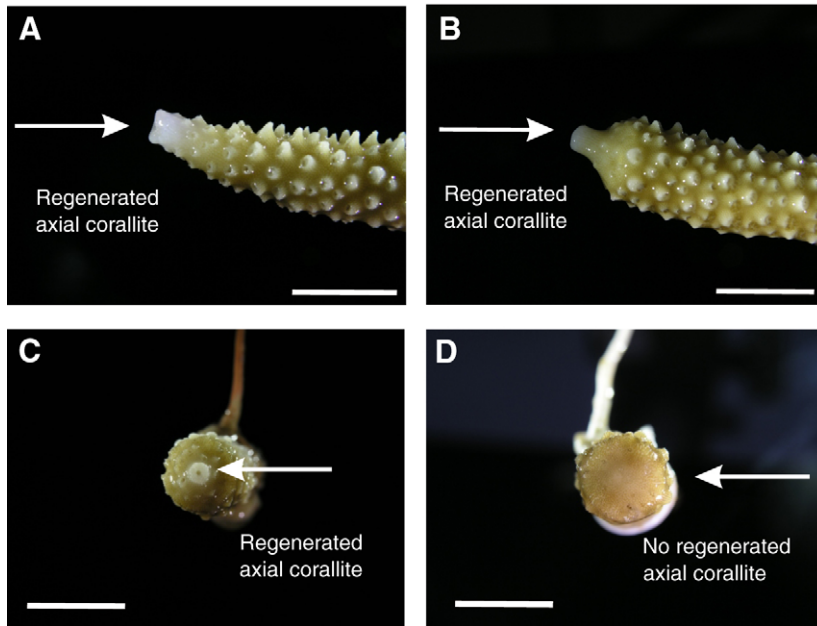 A
Regenerated
axial corallite
B
Regenerated
axial corallite
C
Regenerated
axial corallite
D
No regenerated
axial corallite